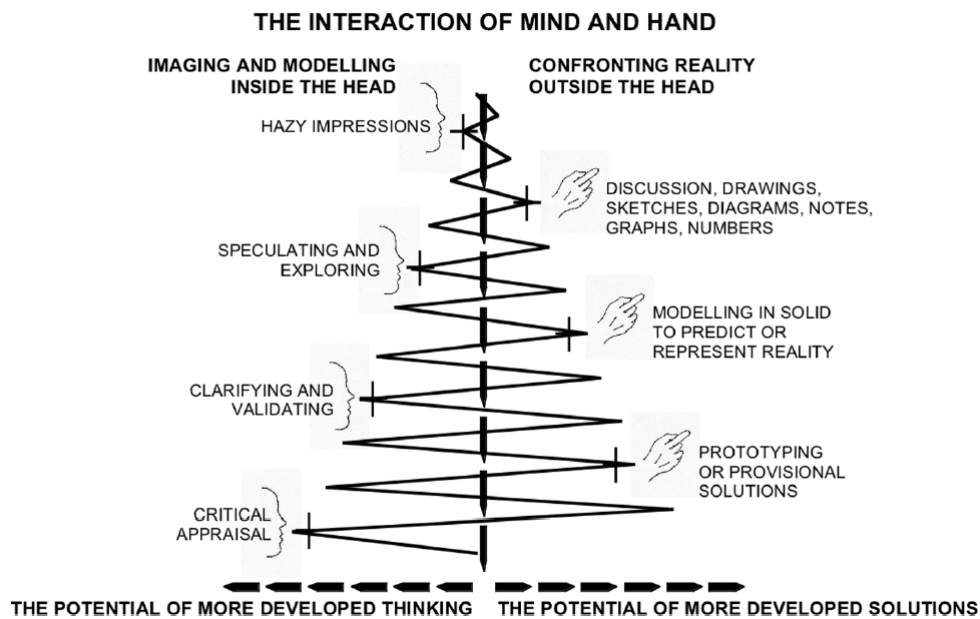 THE INTERACTION OF MIND AND HAND
IMAGING AND MODELLING
INSIDE THE HEAD
CONFRONTING REALITY
OUTSIDE THE HEAD
HAZY IMPRESSIONS
DISCUSSION, DRAWINGS,
SKETCHES, DIAGRAMS, NOTES,
GRAPHS, NUMBERS
SPECULATING AND
EXPLORING
MODELLING IN SOLID
TO PREDICT OR
REPRESENT REALITY
CLARIFYING AND
VALIDATING
PROTOTYPING
OR PROVISIONAL
SOLUTIONS
CRITICAL
APPRAISAL
THE POTENTIAL OF MORE DEVELOPED THINKING
THE POTENTIAL OF MORE DEVELOPED SOLUTIONS